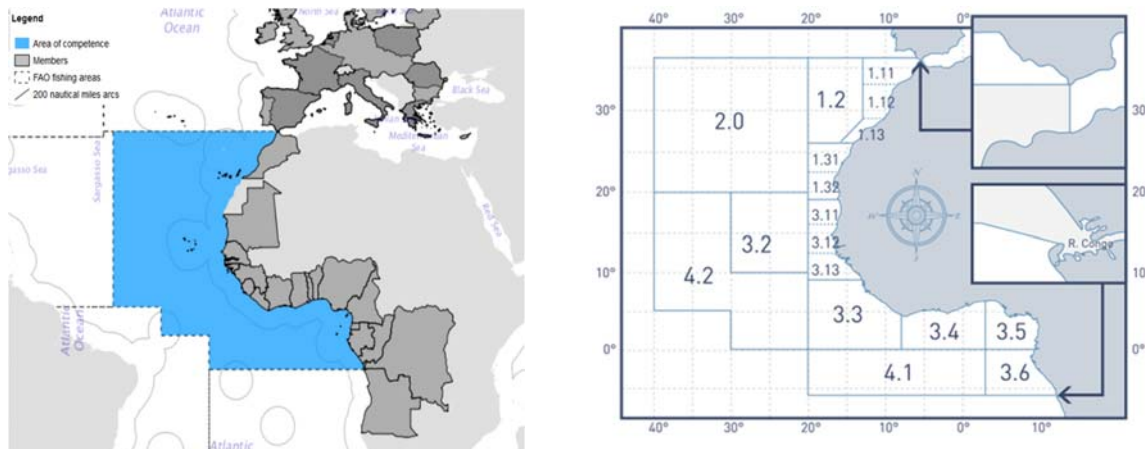 Legend
Area of competence
Members
FAO fishing areas
200 nautical miles arcs
Atlantic
Ocean
North Sea
Black Sea
Mediterranean
Sea
Red Sea
Sargasso Sea
Sargasso Sea
Atlantic
Ocean
Atlantic
40° 30° 20° 10° 0°
30°
20°
10°
0°
1.11
1.2
1.12
2.0
1.13
1.31
1.32
3.11
3.2
3.12
4.2
3.13
3.3
3.4
3.5
4.1
3.6
N
W
E
S
R. Congo
20
10
0°
40° 30° 20° 10° 0° 10°